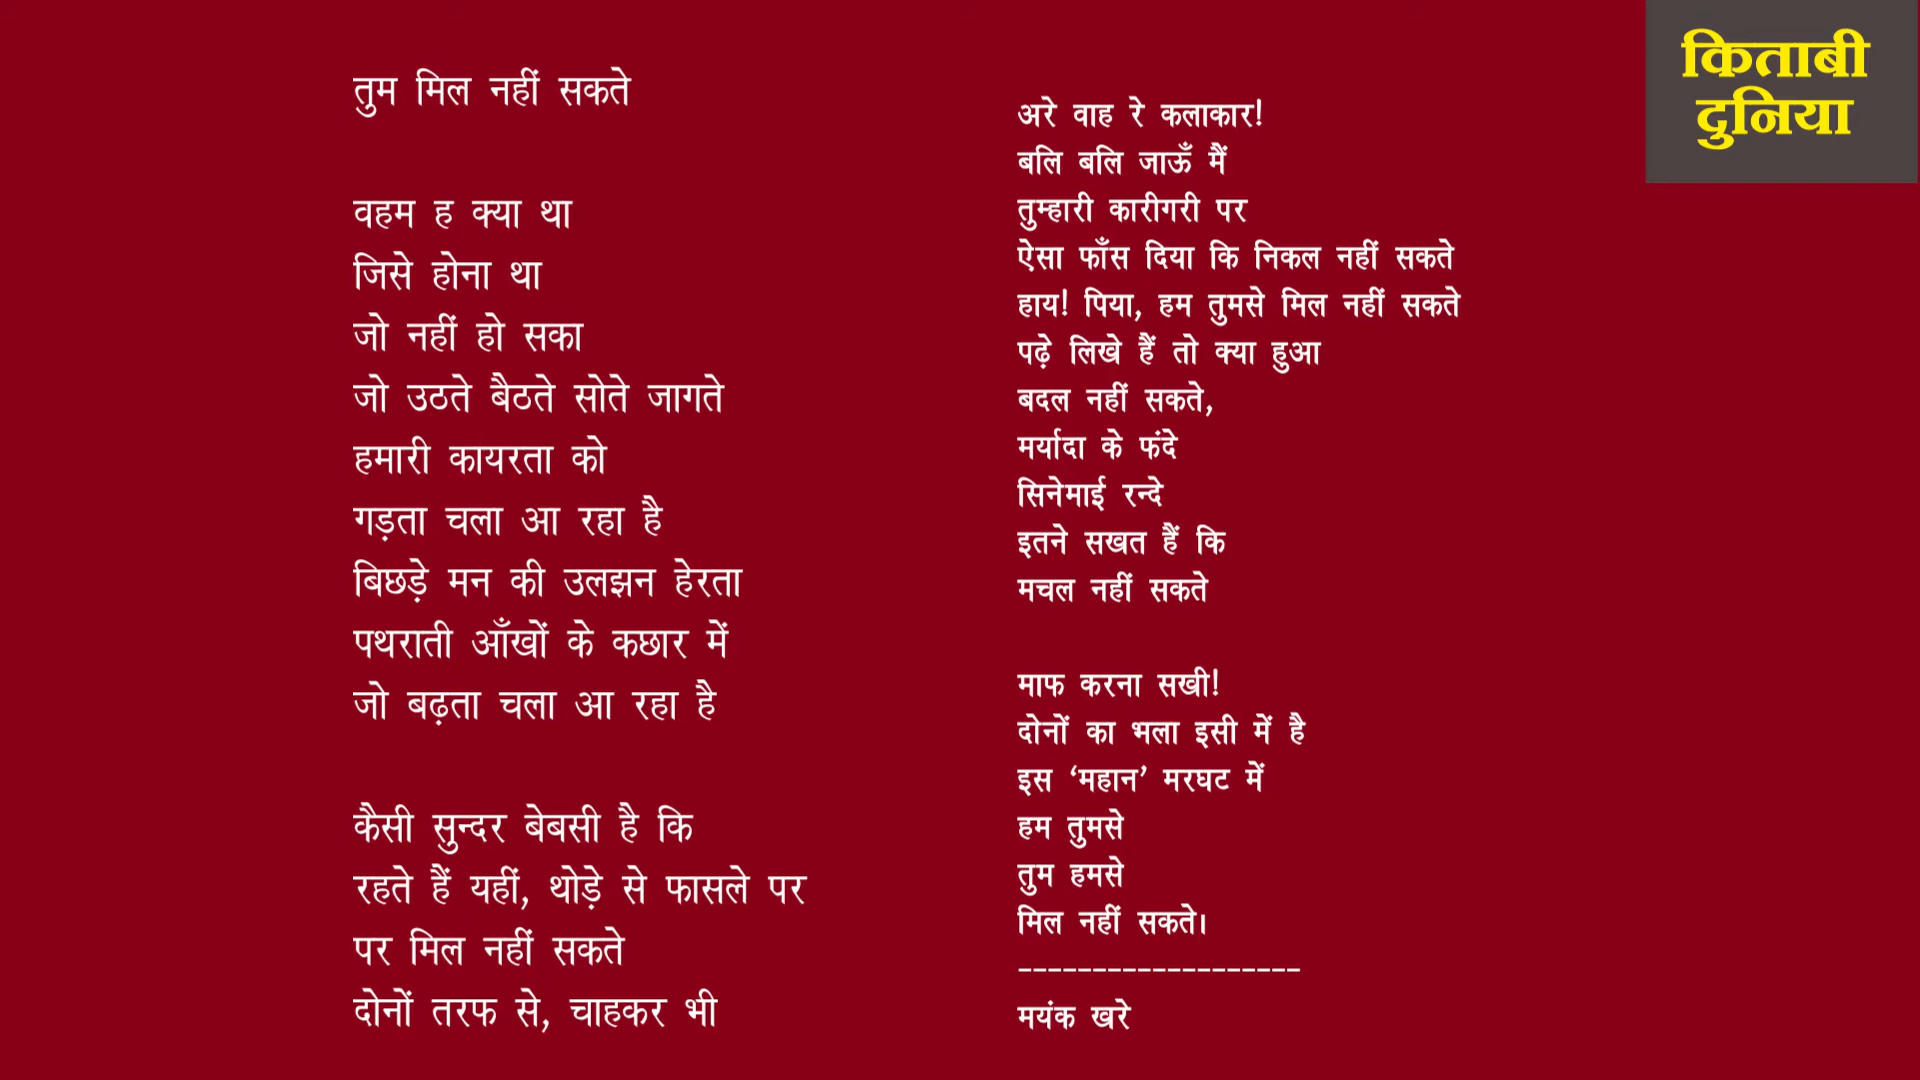 तुम मिल नहीं सकते
वहम ह क्या था
जिसे होना था
जो नहीं हो सका
जो उठते बैठते सोते जागते
हमारी कायरता को
गड़ता चला आ रहा है
बिछड़े मन की उलझन हेरता
पथराती आँखों के कछार में
जो बढ़ता चला आ रहा है
कैसी सुन्दर बेबसी है कि
रहते हैं यहीं, थोड़े से फासले पर
पर मिल नहीं सकते
दोनों तरफ से, चाहकर भी
अरे वाह रे कलाकार!
बलि बलि जाऊँ मैं
तुम्हारी कारीगरी पर
ऐसा फाँस दिया कि निकल नहीं सकते
हाय! पिया, हम तुमसे मिल नहीं सकते
पढ़े लिखे हैं तो क्या हुआ
बदल नहीं सकते,
मर्यादा के फंदे
सिनेमाई रन्दे
इतने सखत हैं कि
मचल नहीं सकते
माफ करना सखी!
दोनों का भला इसी में है
इस ‘महान’ मरघट में
हम तुमसे
तुम हमसे
मिल नहीं सकते।
-------------------
मयंक खरे
किताबी
दुनिया